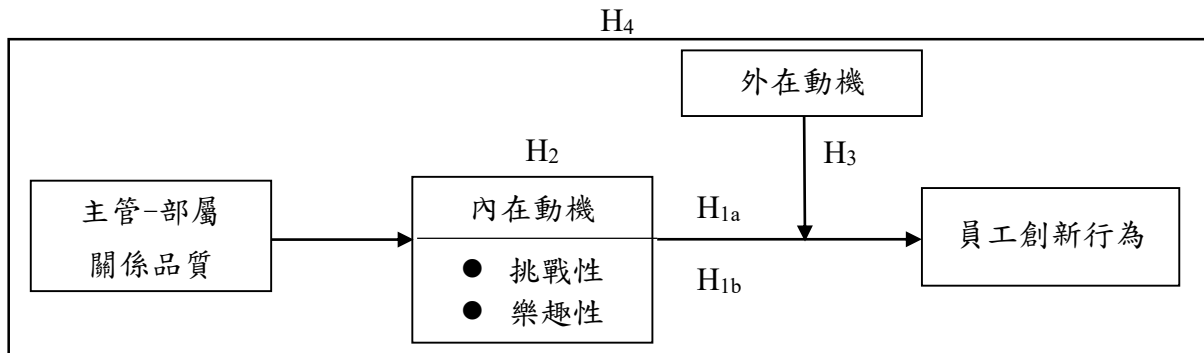 H4
外在動機
H3
H2
主管-部屬
關係品質
內在動機
● 挑戰性
● 樂趣性
H1a
H1b
員工創新行為